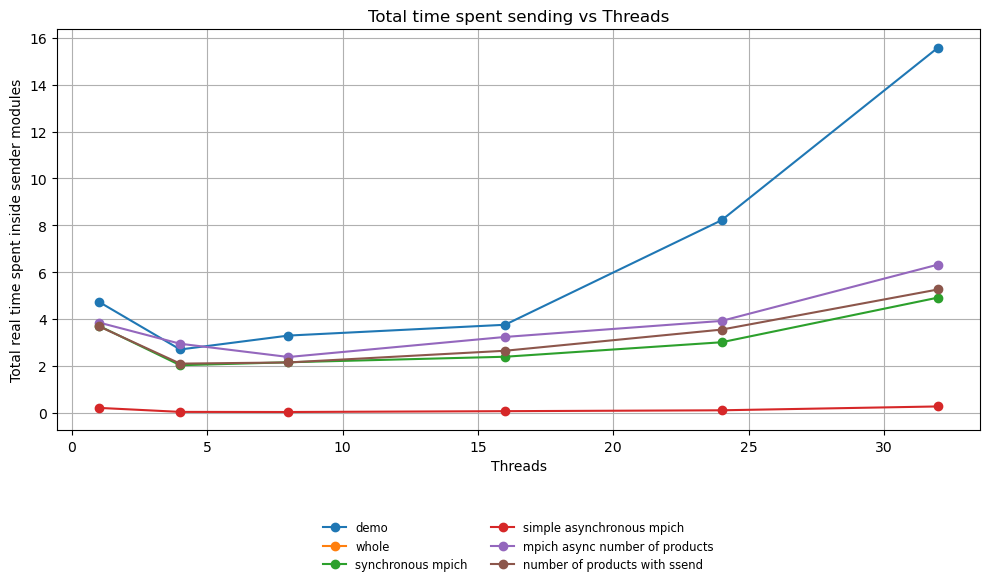 Total time spent sending vs Threads
Total real time spent inside sender modules
16
14
12
10
8
6
4
2
0
0 5 10 15 20 25 30
Threads
demo
whole
synchronous mpich
simple asynchronous mpich
mpich async number of products
number of products with ssend